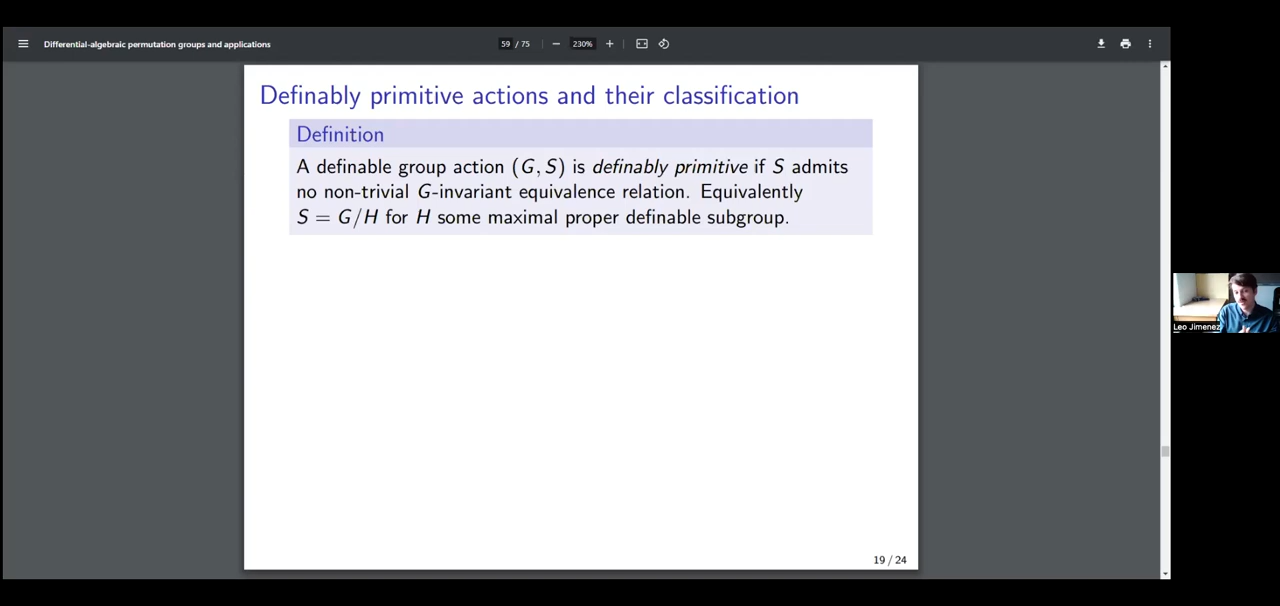 Differential-algebraic permutation groups and applications
59 / 75
230%
Definably primitive actions and their classification
Definition
A definable group action (G, S) is definably primitive if S admits
no non-trivial G-invariant equivalence relation. Equivalently
S = G/H for H some maximal proper definable subgroup.
Leo Jimenez
19 / 24